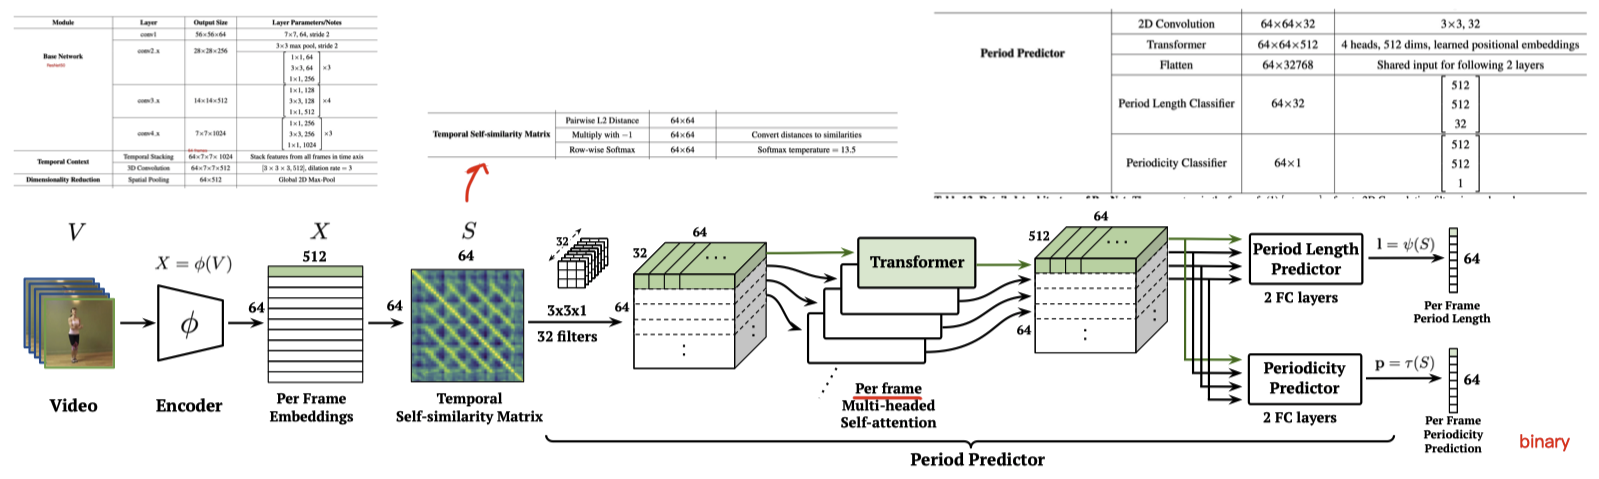 Module Layer Output Size Layer Parameters/Notes
conv1 56×56×64 7×7, 64, stride 2
Base Network
ResNet50
conv2.x 28×28×256 3×3 max pool, stride 2
1×1, 64
3×3, 64 ×3
1×1, 256
conv3.x 14×14×512
1×1, 128
3×3, 128 ×4
1×1, 512
conv4.x 7×7×1024
1×1, 256
3×3, 256 ×3
1×1, 1024
Temporal Context
Temporal Stacking 64×7×7×1024 Stack features from all frames in time axis
3D Convolution 64×7×7×512 [3×3×3, 512], dilation rate = 3
Dimensionality Reduction Spatial Pooling 64×512 Global 2D Max-Pool
Temporal Self-similarity Matrix
Pairwise L2 Distance 64×64
Multiply with −1 64×64 Convert distances to similarities
Row-wise Softmax 64×64 Softmax temperature = 13.5
Period Predictor
2D Convolution 64×64×32 3×3, 32
Transformer 64×64×512 4 heads, 512 dims, learned positional embeddings
Flatten 64×32768 Shared input for following 2 layers
Period Length Classifier 64×32
512
512
32
Periodicity Classifier 64×1
512
512
1
V
Video
X = ϕ(V)
ϕ
Encoder
X
512
64
Per Frame
Embeddings
S
64
64
Temporal
Self-similarity Matrix
32
3x3x1
32 filters
64
32
64
...
Transformer
Per frame
Multi-headed
Self-attention
64
512
64
...
Period Length
Predictor
2 FC layers
l = ψ(S)
64
Per Frame
Period Length
Periodicity
Predictor
2 FC layers
p = τ(S)
64
Per Frame
Periodicity
Prediction
binary
Period Predictor